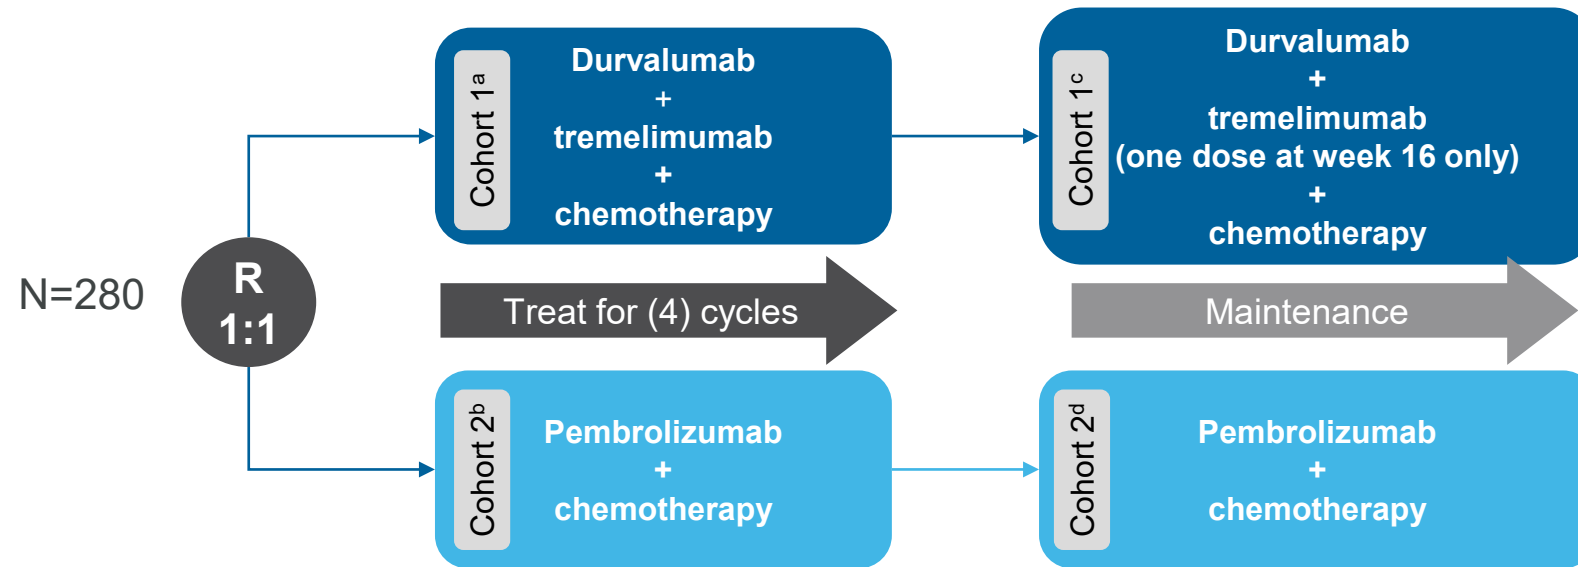 N=280
R
1:1
Cohort 1a
Durvalumab
+
tremelimumab
+
chemotherapy
Cohort 1c
Durvalumab
+
tremelimumab
(one dose at week 16 only)
+
chemotherapy
Treat for (4) cycles
Maintenance
Cohort 2b
Pembrolizumab
+
chemotherapy
Cohort 2d
Pembrolizumab
+
chemotherapy